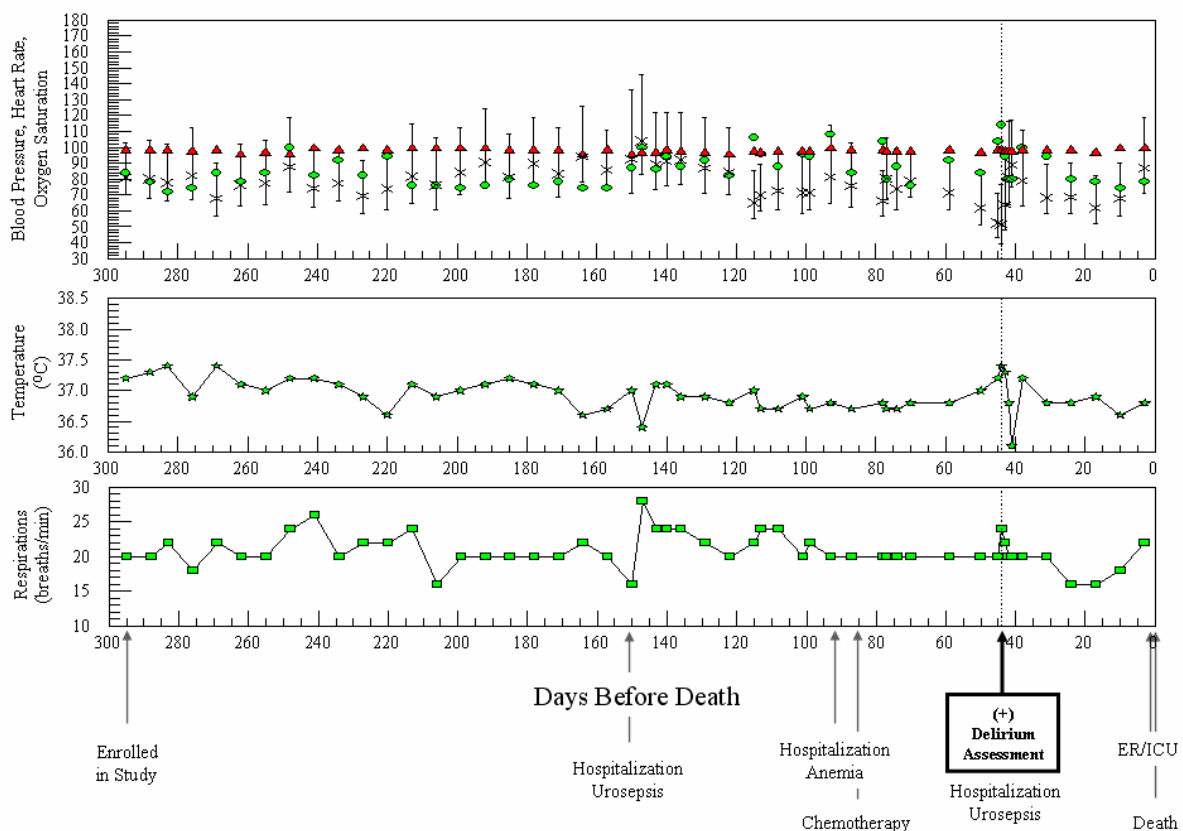 Blood Pressure, Heart Rate,
Oxygen Saturation
180
170
160
150
140
130
120
110
100
90
80
70
60
50
40
30
300 280 260 240 220 200 180 160 140 120 100 80 60 40 20 0
Temperature
(⁰C)
38.5
38.0
37.5
37.0
36.5
36.0
300 280 260 240 220 200 180 160 140 120 100 80 60 40 20 0
Respirations
(breaths/min)
30
25
20
15
10
300 280 260 240 220 200 180 160 140 120 100 80 60 40 20 0
Days Before Death
Enrolled
in Study
Hospitalization
Urosepsis
Hospitalization
Anemia
Chemotherapy
(+)
Delirium
Assessment
Hospitalization
Urosepsis
ER/ICU
Death